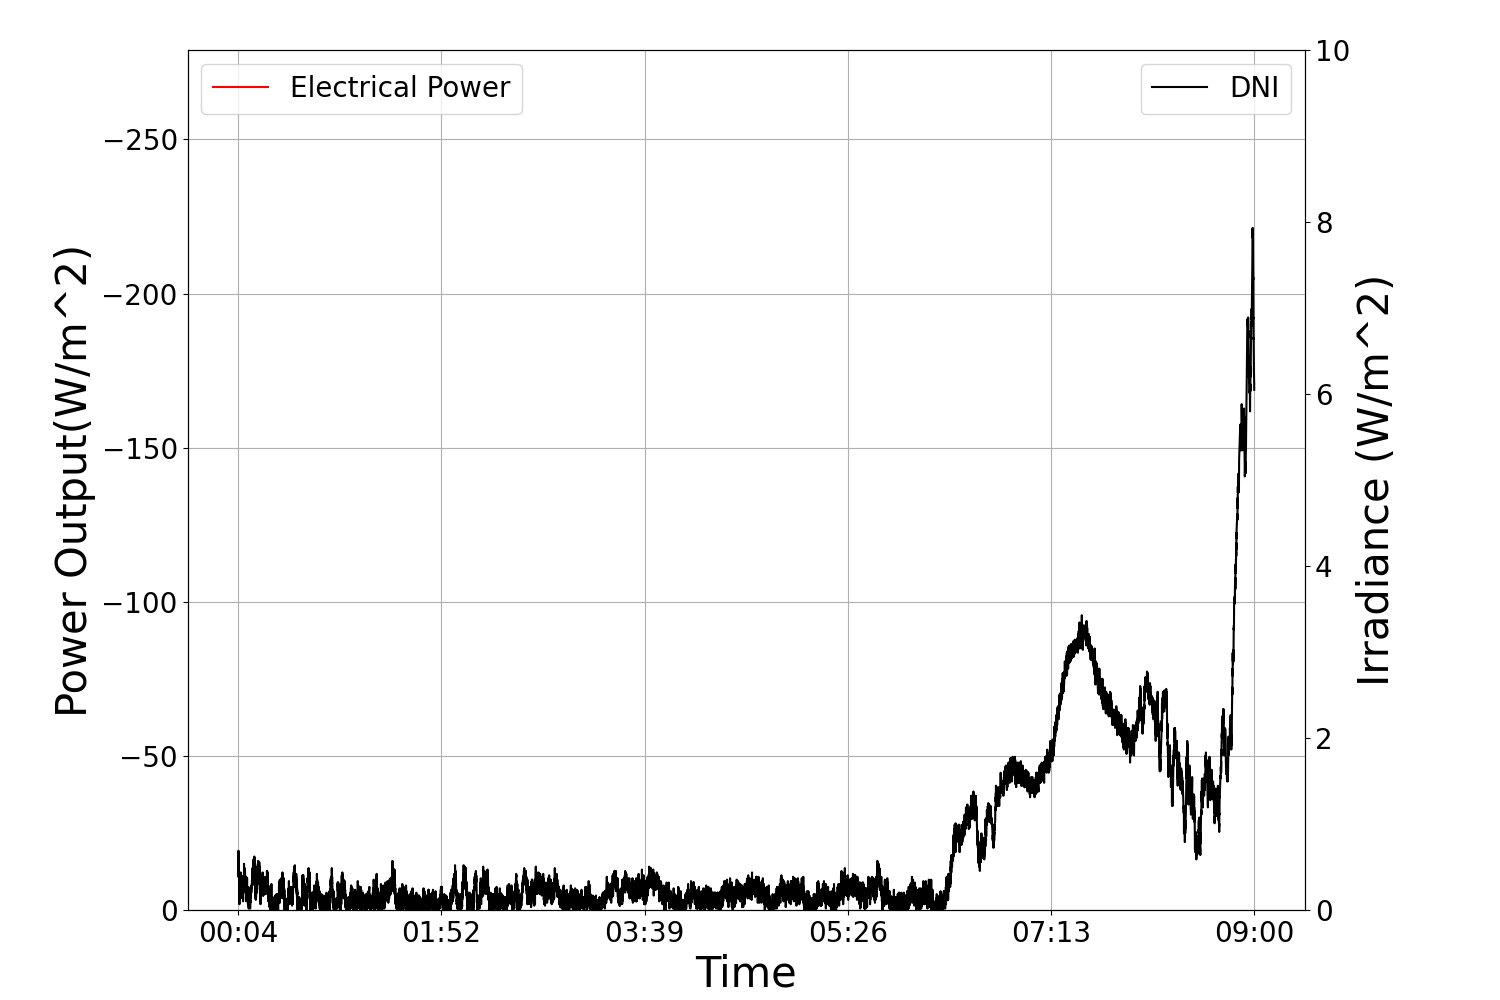 Electrical Power
DNI
Power Output(W/m^2)
−250
−200
−150
−100
−50
0
10
8
6
4
2
0
Irradiance (W/m^2)
00:04 01:52 03:39 05:26 07:13 09:00
Time